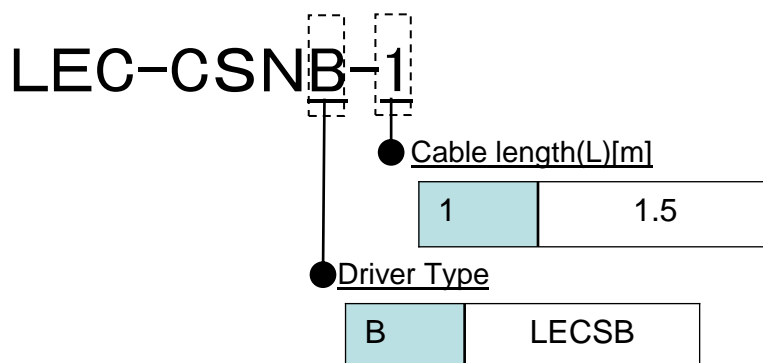 LEC-CSNB-1
Cable length(L)[m]
1 1.5
Driver Type
B LECSB